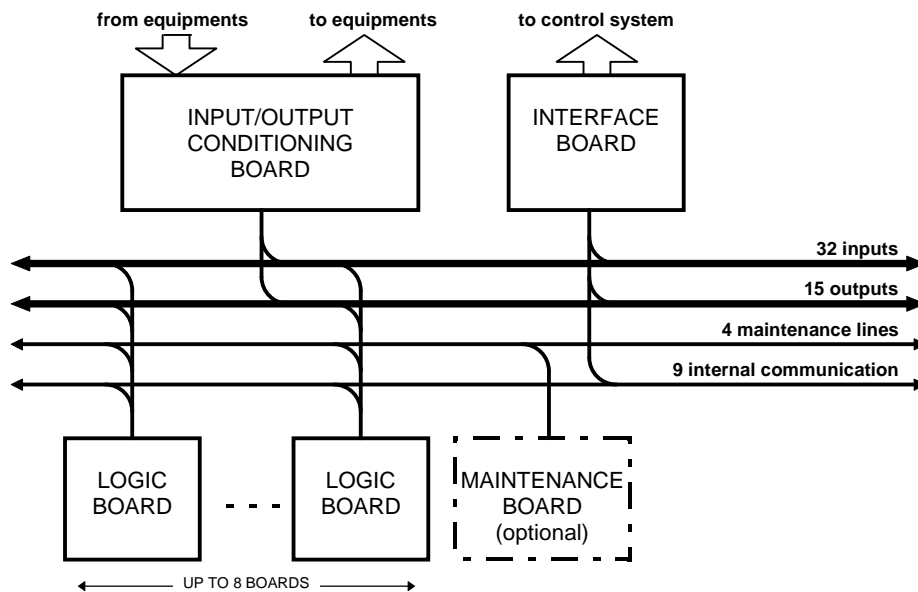 from equipments
to equipments
to control system
INPUT/OUTPUT
CONDITIONING
BOARD
INTERFACE
BOARD
32 inputs
15 outputs
4 maintenance lines
9 internal communication
LOGIC
BOARD
LOGIC
BOARD
MAINTENANCE
BOARD
(optional)
UP TO 8 BOARDS